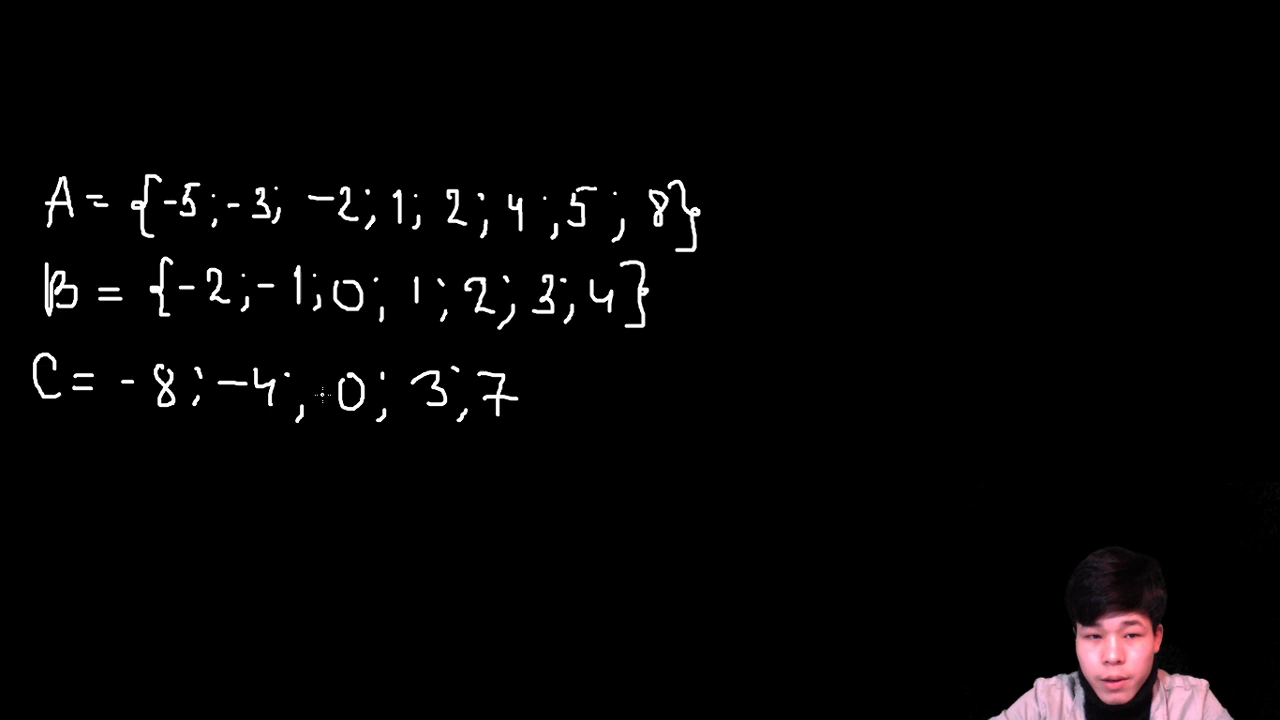 A = {-5; -3; -2; 1; 2; 4; 5; 8}
B = {-2; -1; 0; 1; 2; 3; 4}
C = -8; -4; 0; 3; 7